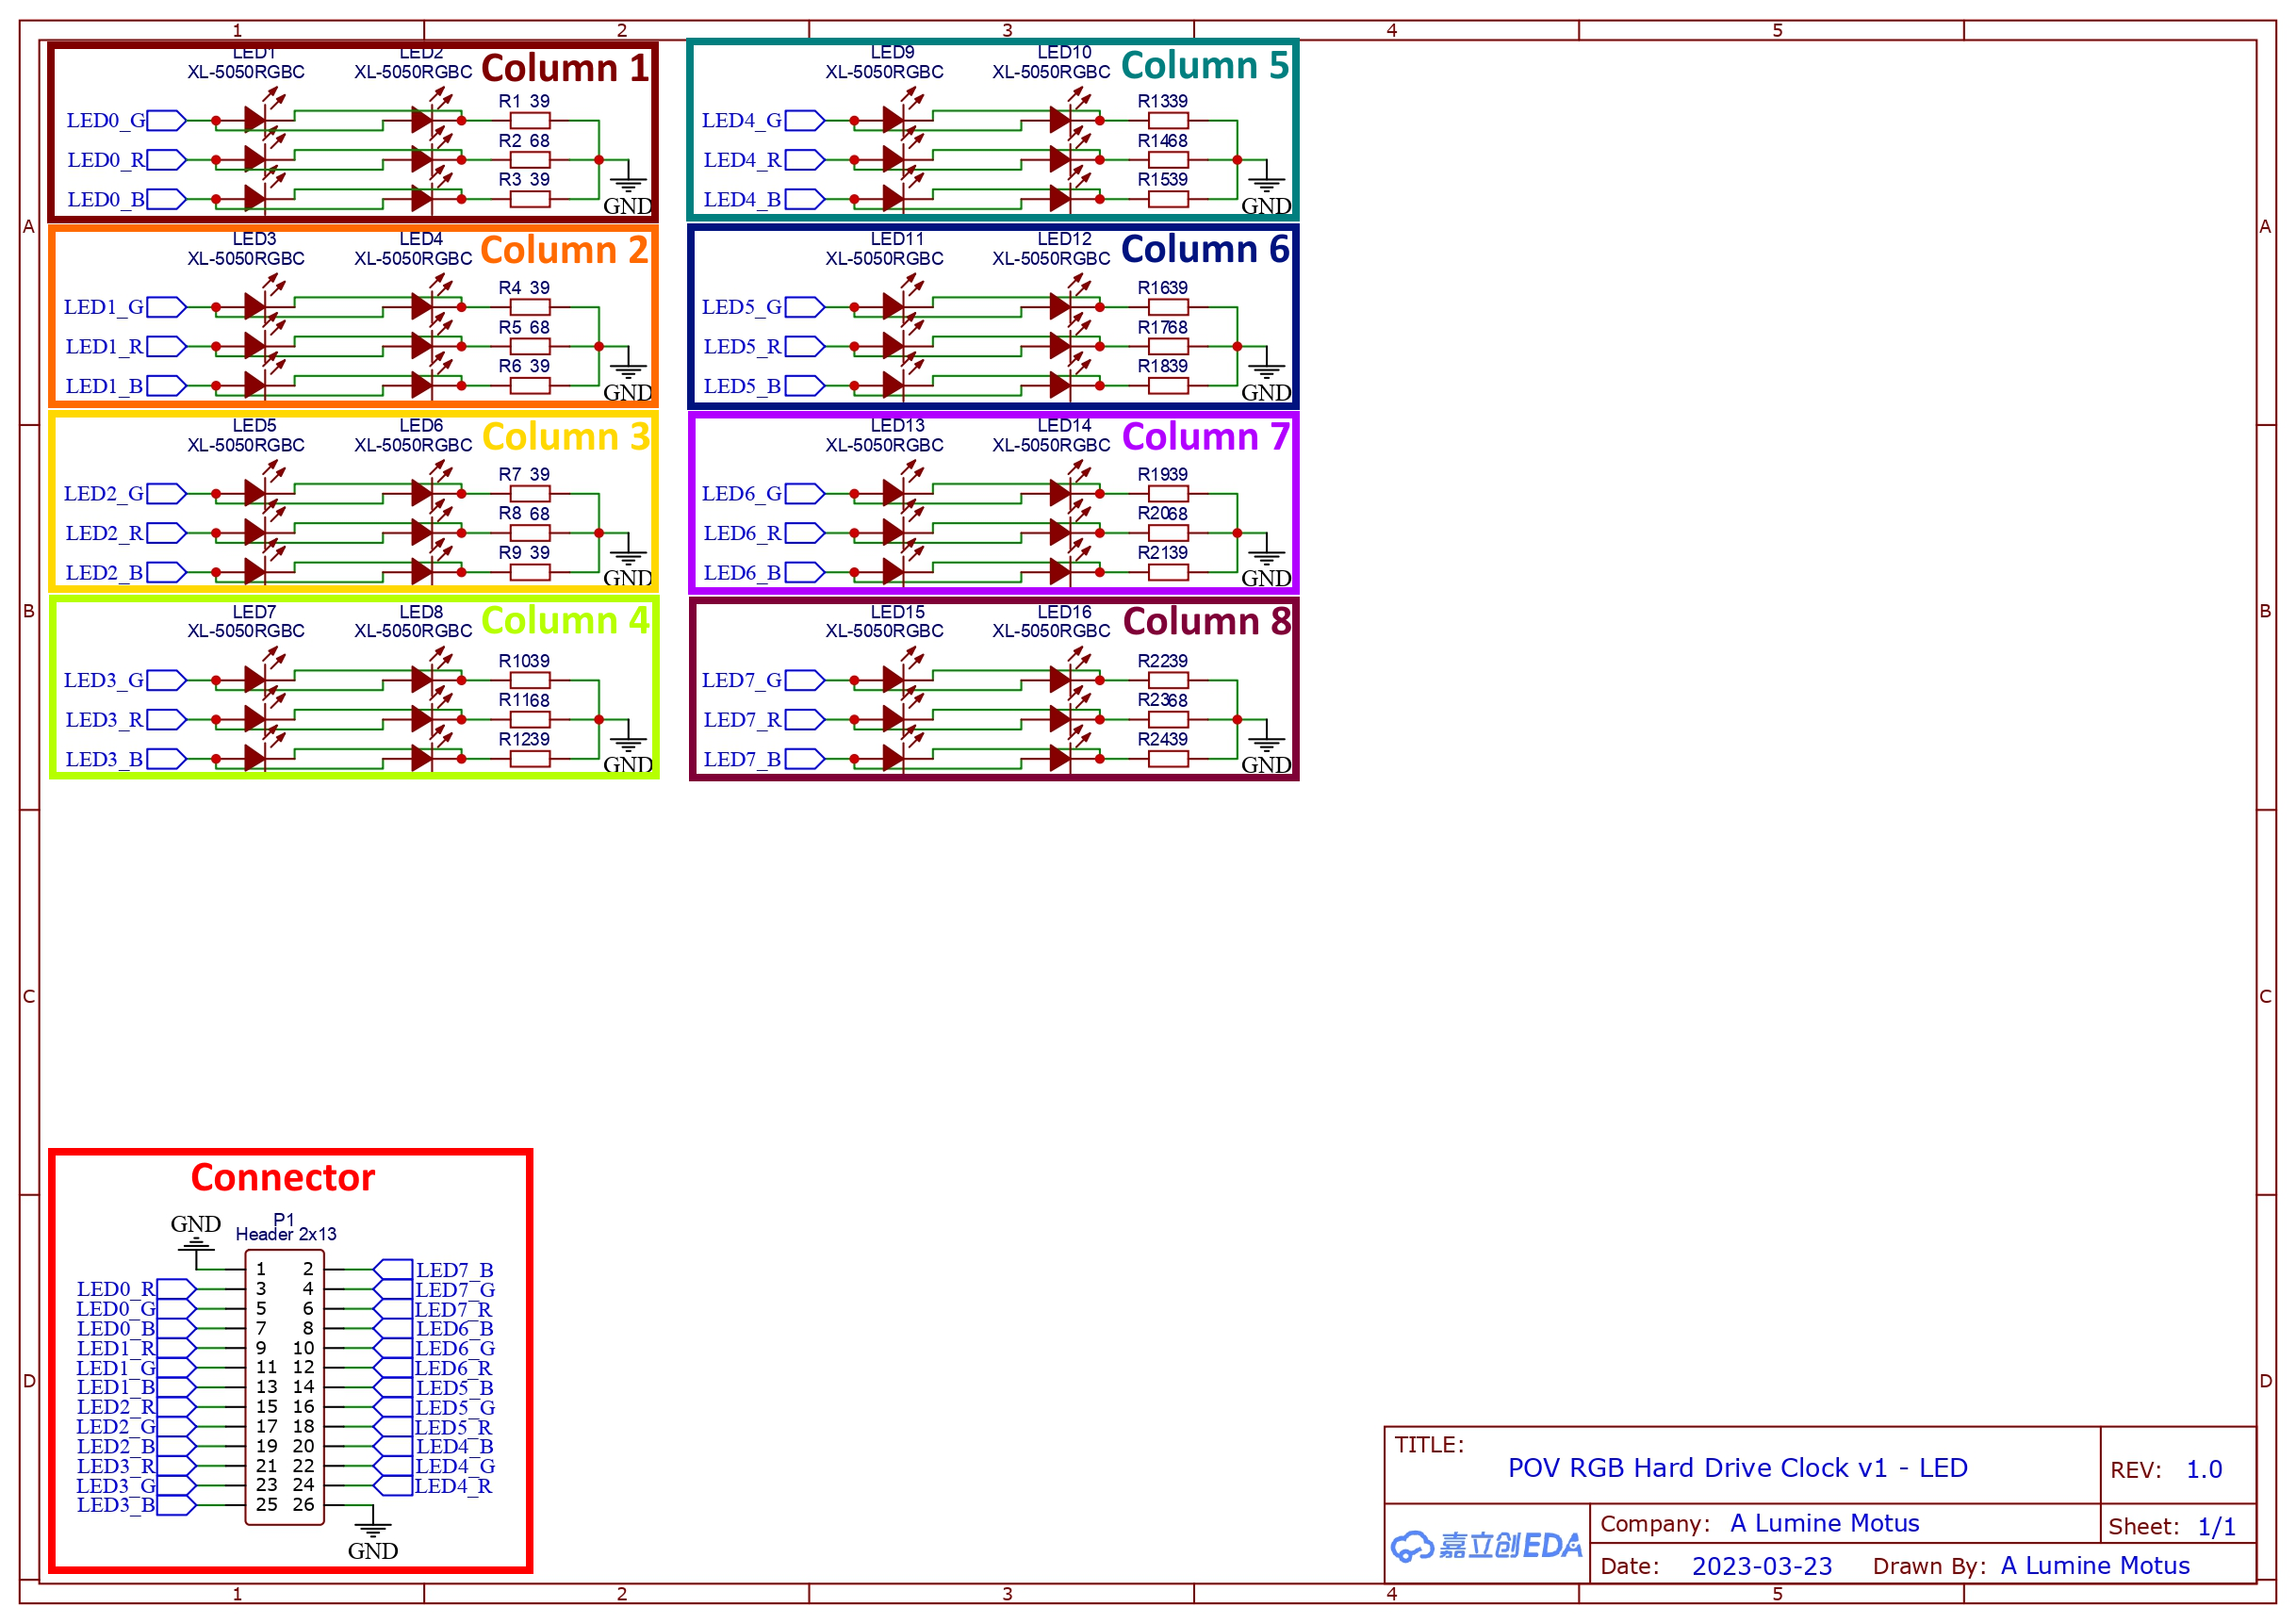 1 2 3 4 5
A
B
C
D
A
B
C
D
1 2 3 4 5
Column 1
LED1 LED2
XL-5050RGBC XL-5050RGBC
LED0_G R1 39
LED0_R R2 68
LED0_B R3 39
GND
Column 2
LED3 LED4
XL-5050RGBC XL-5050RGBC
LED1_G R4 39
LED1_R R5 68
LED1_B R6 39
GND
Column 3
LED5 LED6
XL-5050RGBC XL-5050RGBC
LED2_G R7 39
LED2_R R8 68
LED2_B R9 39
GND
Column 4
LED7 LED8
XL-5050RGBC XL-5050RGBC
LED3_G R10 39
LED3_R R11 68
LED3_B R12 39
GND
Column 5
LED9 LED10
XL-5050RGBC XL-5050RGBC
LED4_G R13 39
LED4_R R14 68
LED4_B R15 39
GND
Column 6
LED11 LED12
XL-5050RGBC XL-5050RGBC
LED5_G R16 39
LED5_R R17 68
LED5_B R18 39
GND
Column 7
LED13 LED14
XL-5050RGBC XL-5050RGBC
LED6_G R19 39
LED6_R R20 68
LED6_B R21 39
GND
Column 8
LED15 LED16
XL-5050RGBC XL-5050RGBC
LED7_G R22 39
LED7_R R23 68
LED7_B R24 39
GND
Connector
GND
P1
Header 2x13
1 2 LED7_B
LED0_R 3 4 LED7_G
LED0_G 5 6 LED7_R
LED0_B 7 8 LED6_B
LED1_R 9 10 LED6_G
LED1_G 11 12 LED6_R
LED1_B 13 14 LED5_B
LED2_R 15 16 LED5_G
LED2_G 17 18 LED5_R
LED2_B 19 20 LED4_B
LED3_R 21 22 LED4_G
LED3_G 23 24 LED4_R
LED3_B 25 26
GND
TITLE:
POV RGB Hard Drive Clock v1 - LED
REV: 1.0
嘉立创EDA
Company: A Lumine Motus
Sheet: 1/1
Date: 2023-03-23 Drawn By: A Lumine Motus